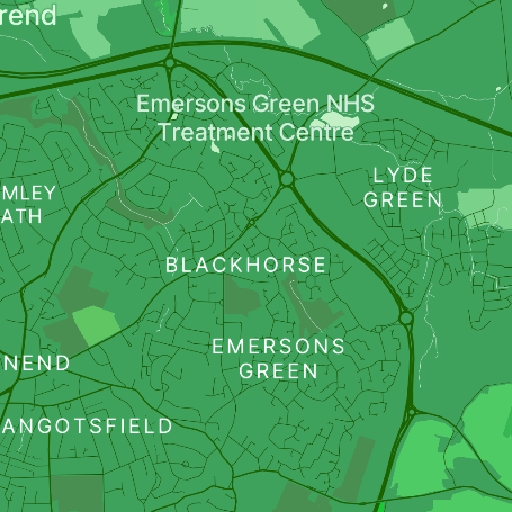 rend
Emersons Green NHS
Treatment Centre
MLEY
ATH
LYDE
GREEN
BLACKHORSE
EMERSONS
GREEN
NEND
ANGOTSFIELD